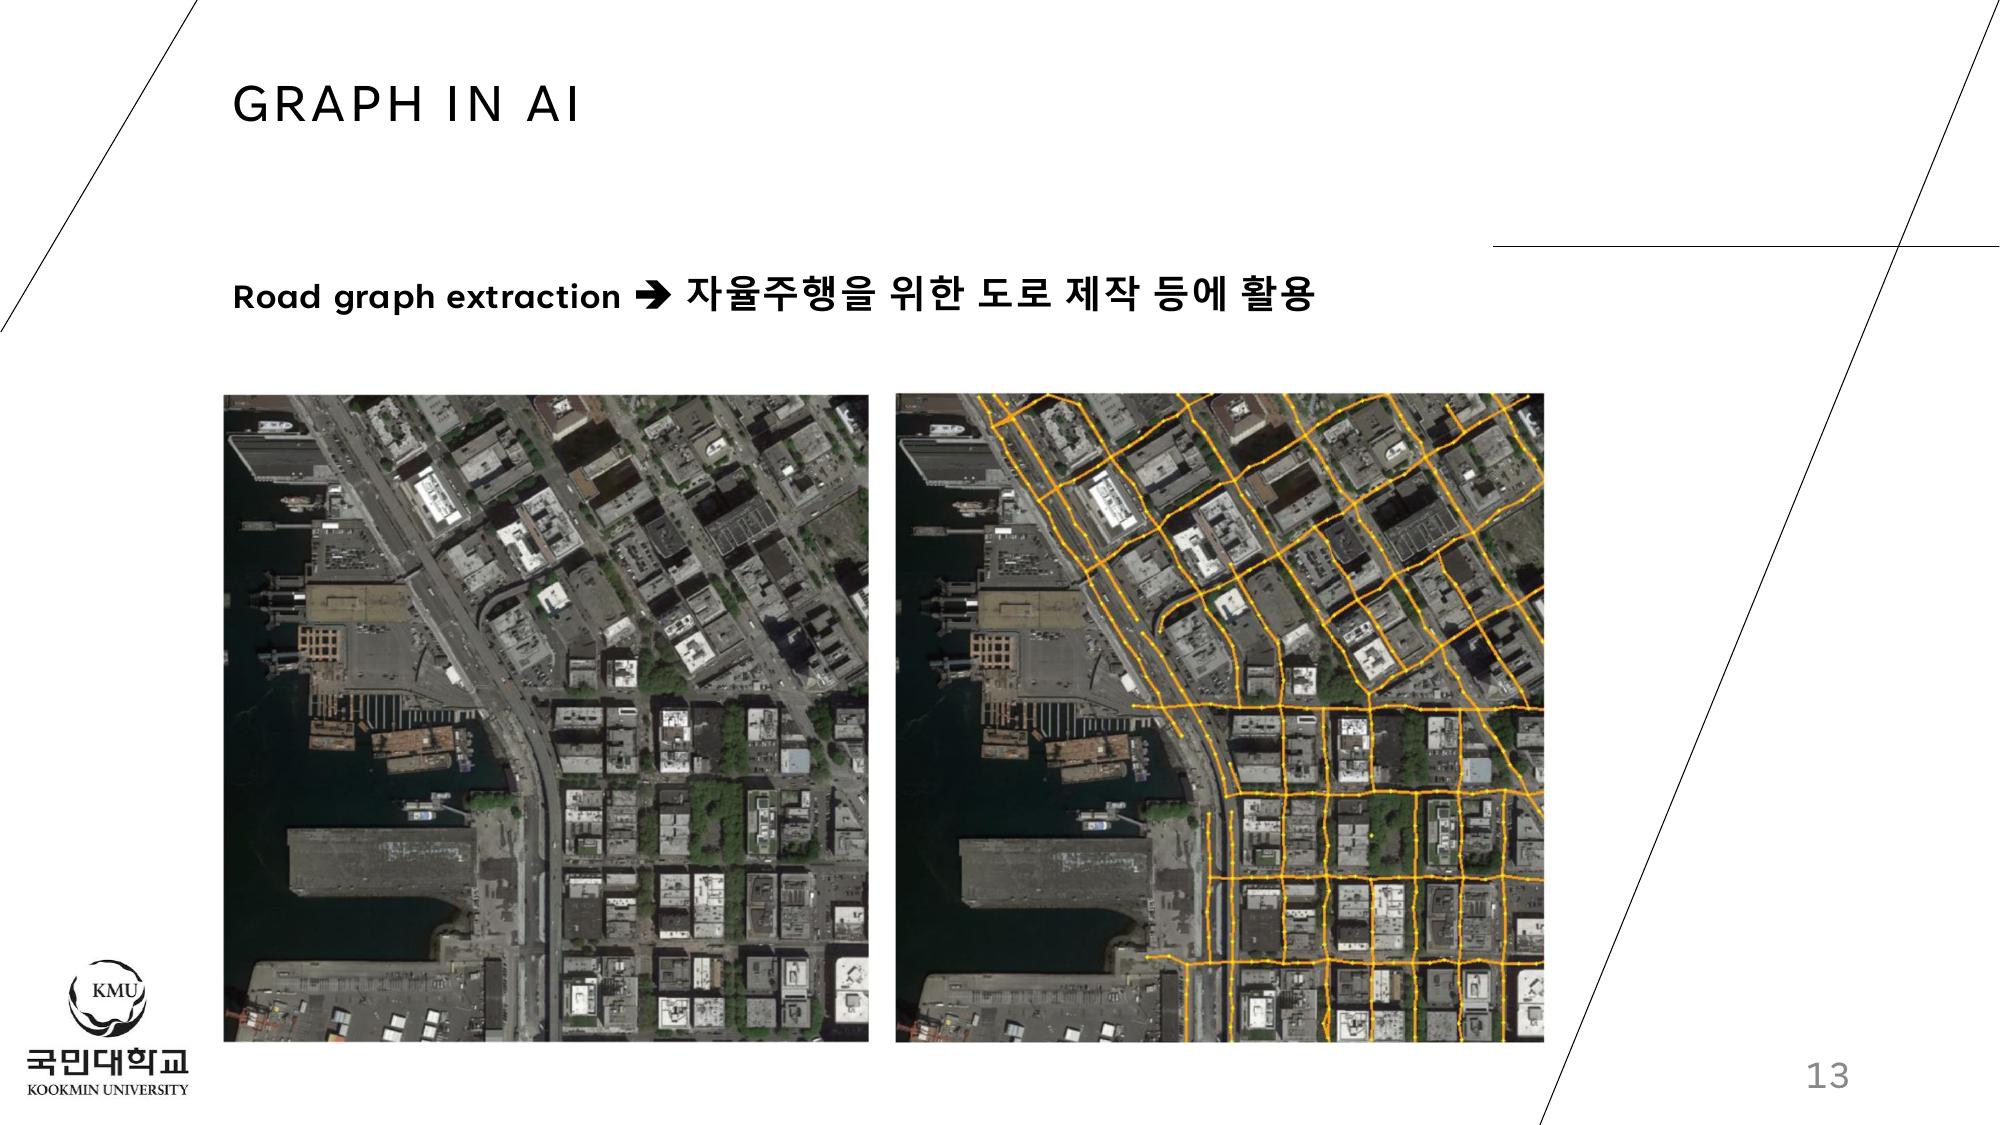 GRAPH IN AI
Road graph extraction ➔ 자율주행을 위한 도로 제작 등에 활용
KMU
국민대학교
KOOKMIN UNIVERSITY
13